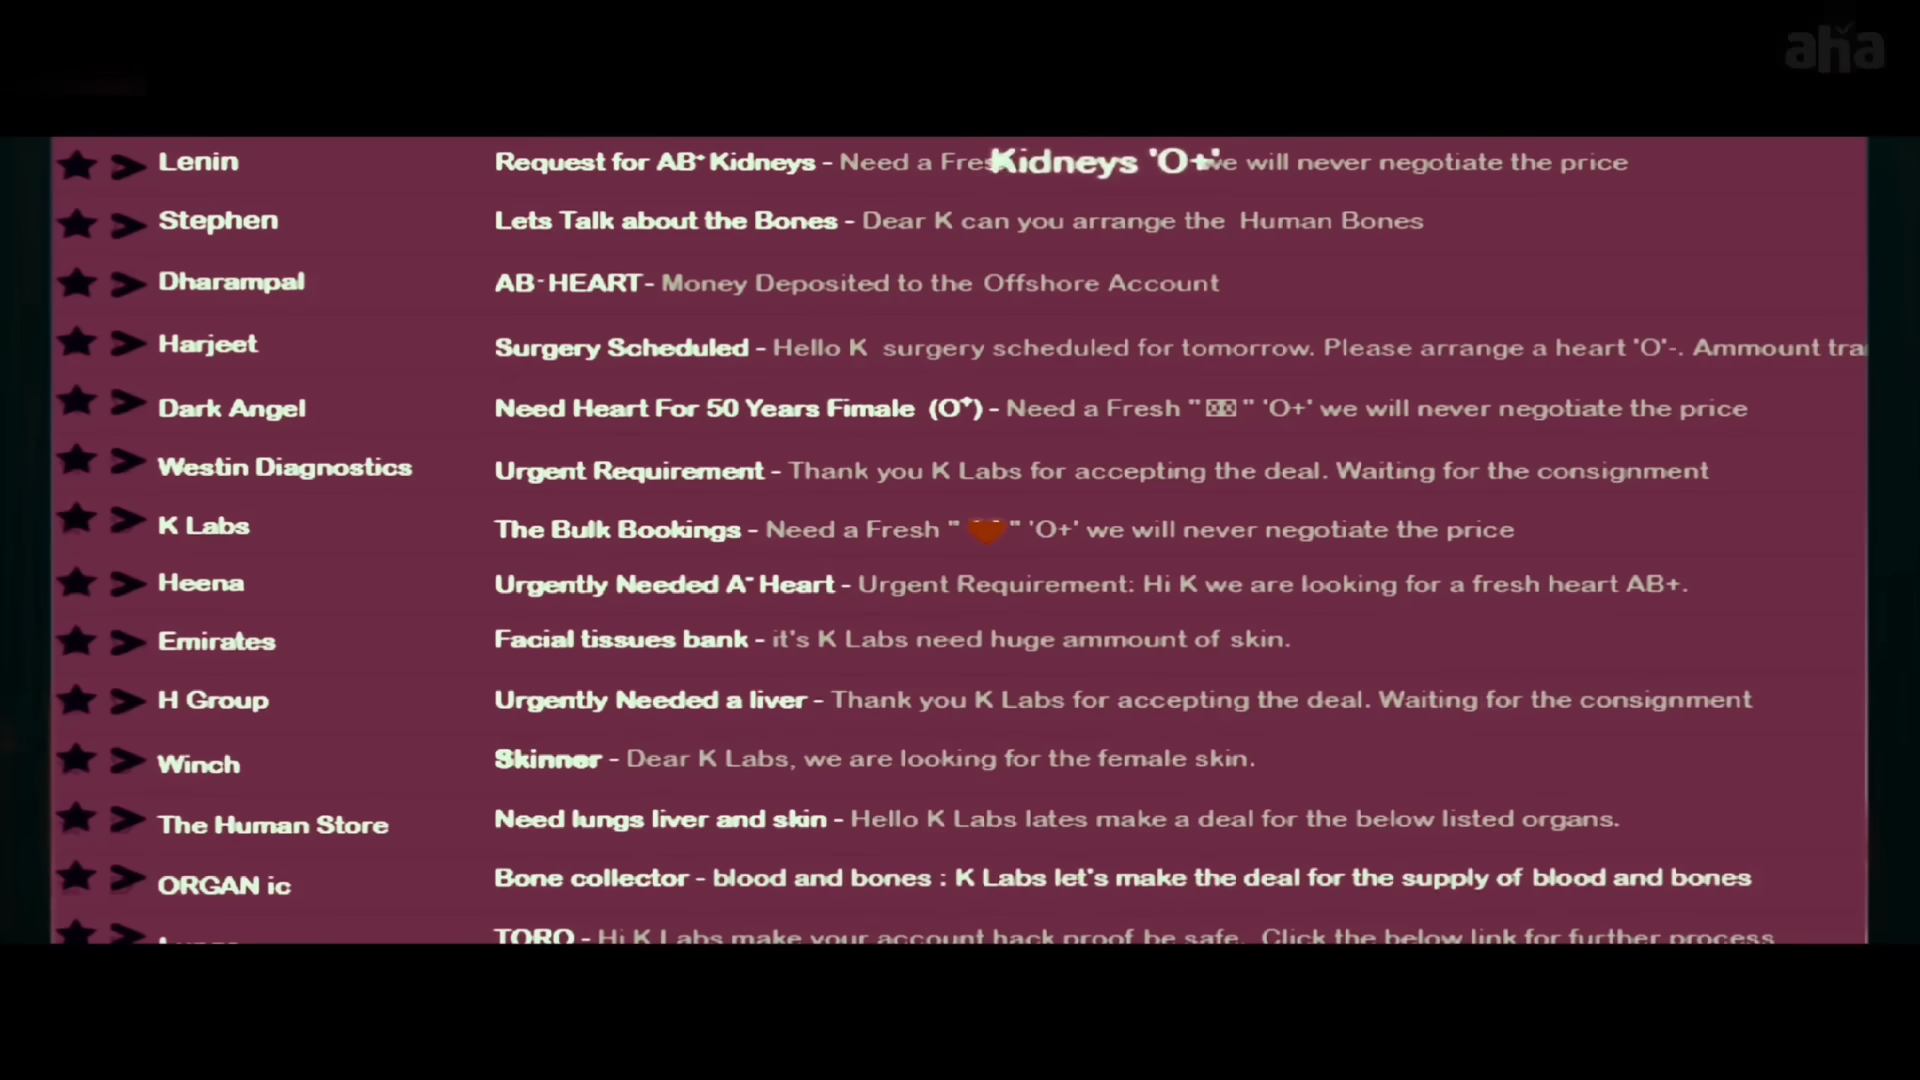 aha
Lenin Request for AB+ Kidneys - Need a Fres Kidneys 'O+' we will never negotiate the price
Stephen Lets Talk about the Bones - Dear K can you arrange the Human Bones
Dharampal AB- HEART- Money Deposited to the Offshore Account
Harjeet Surgery Scheduled - Hello K surgery scheduled for tomorrow. Please arrange a heart 'O'-. Ammount tra
Dark Angel Need Heart For 50 Years Fimale (O+) - Need a Fresh " " 'O+' we will never negotiate the price
Westin Diagnostics Urgent Requirement - Thank you K Labs for accepting the deal. Waiting for the consignment
K Labs The Bulk Bookings - Need a Fresh " " 'O+' we will never negotiate the price
Heena Urgently Needed A- Heart - Urgent Requirement: Hi K we are looking for a fresh heart AB+.
Emirates Facial tissues bank - it's K Labs need huge ammount of skin.
H Group Urgently Needed a liver - Thank you K Labs for accepting the deal. Waiting for the consignment
Winch Skinner - Dear K Labs, we are looking for the female skin.
The Human Store Need lungs liver and skin - Hello K Labs lates make a deal for the below listed organs.
ORGAN ic Bone collector - blood and bones : K Labs let's make the deal for the supply of blood and bones
TORO - Hi K Labs make your account hack proof be safe. Click the below link for further process